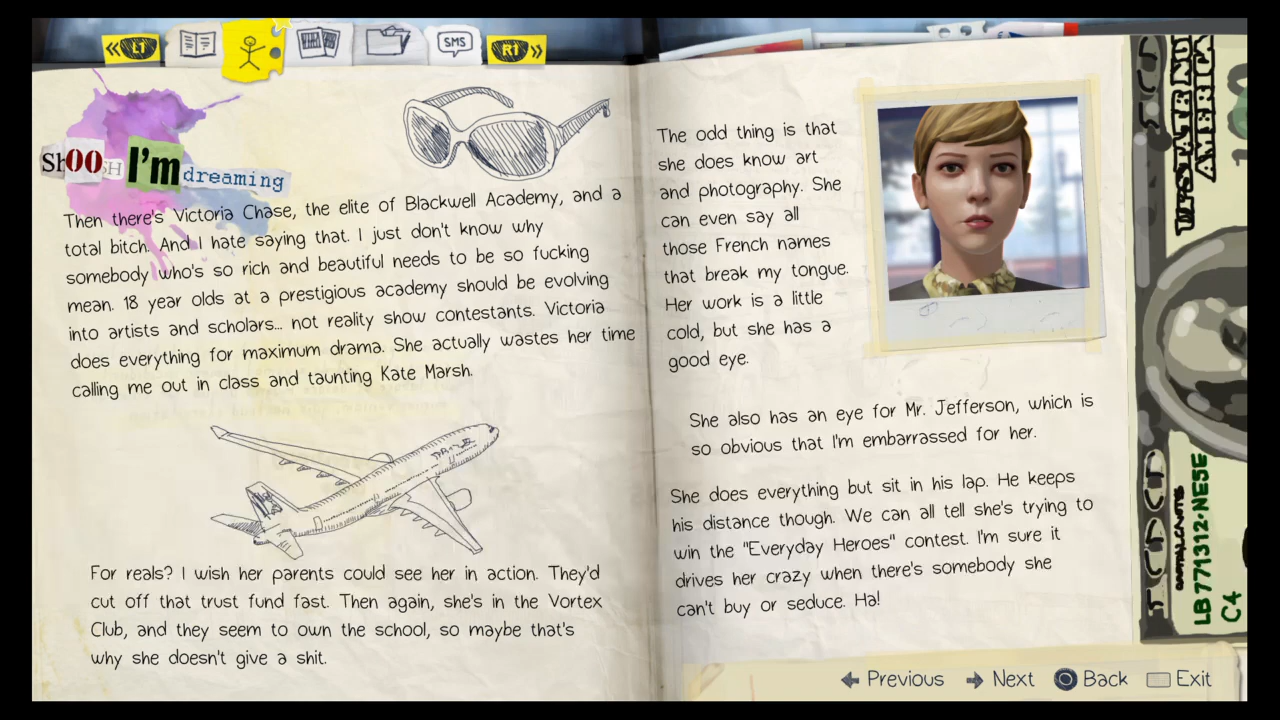 L1
SMS
R1
ShOOSH I'm dreaming
Then there's Victoria Chase, the elite of Blackwell Academy, and a
total bitch. And I hate saying that. I just don't know why
somebody who's so rich and beautiful needs to be so fucking
mean. 18 year olds at a prestigious academy should be evolving
into artists and scholars... not reality show contestants. Victoria
does everything for maximum drama. She actually wastes her time
calling me out in class and taunting Kate Marsh.
For reals? I wish her parents could see her in action. They'd
cut off that trust fund fast. Then again, she's in the Vortex
Club, and they seem to own the school, so maybe that's
why she doesn't give a shit.
The odd thing is that
she does know art
and photography. She
can even say all
those French names
that break my tongue.
Her work is a little
cold, but she has a
good eye.
She also has an eye for Mr. Jefferson, which is
so obvious that I'm embarrassed for her.
She does everything but sit in his lap. He keeps
his distance though. We can all tell she's trying to
win the "Everyday Heroes" contest. I'm sure it
drives her crazy when there's somebody she
can't buy or seduce. Ha!
AMERICA
LB 771312-NE5E
C4
Previous Next Back Exit